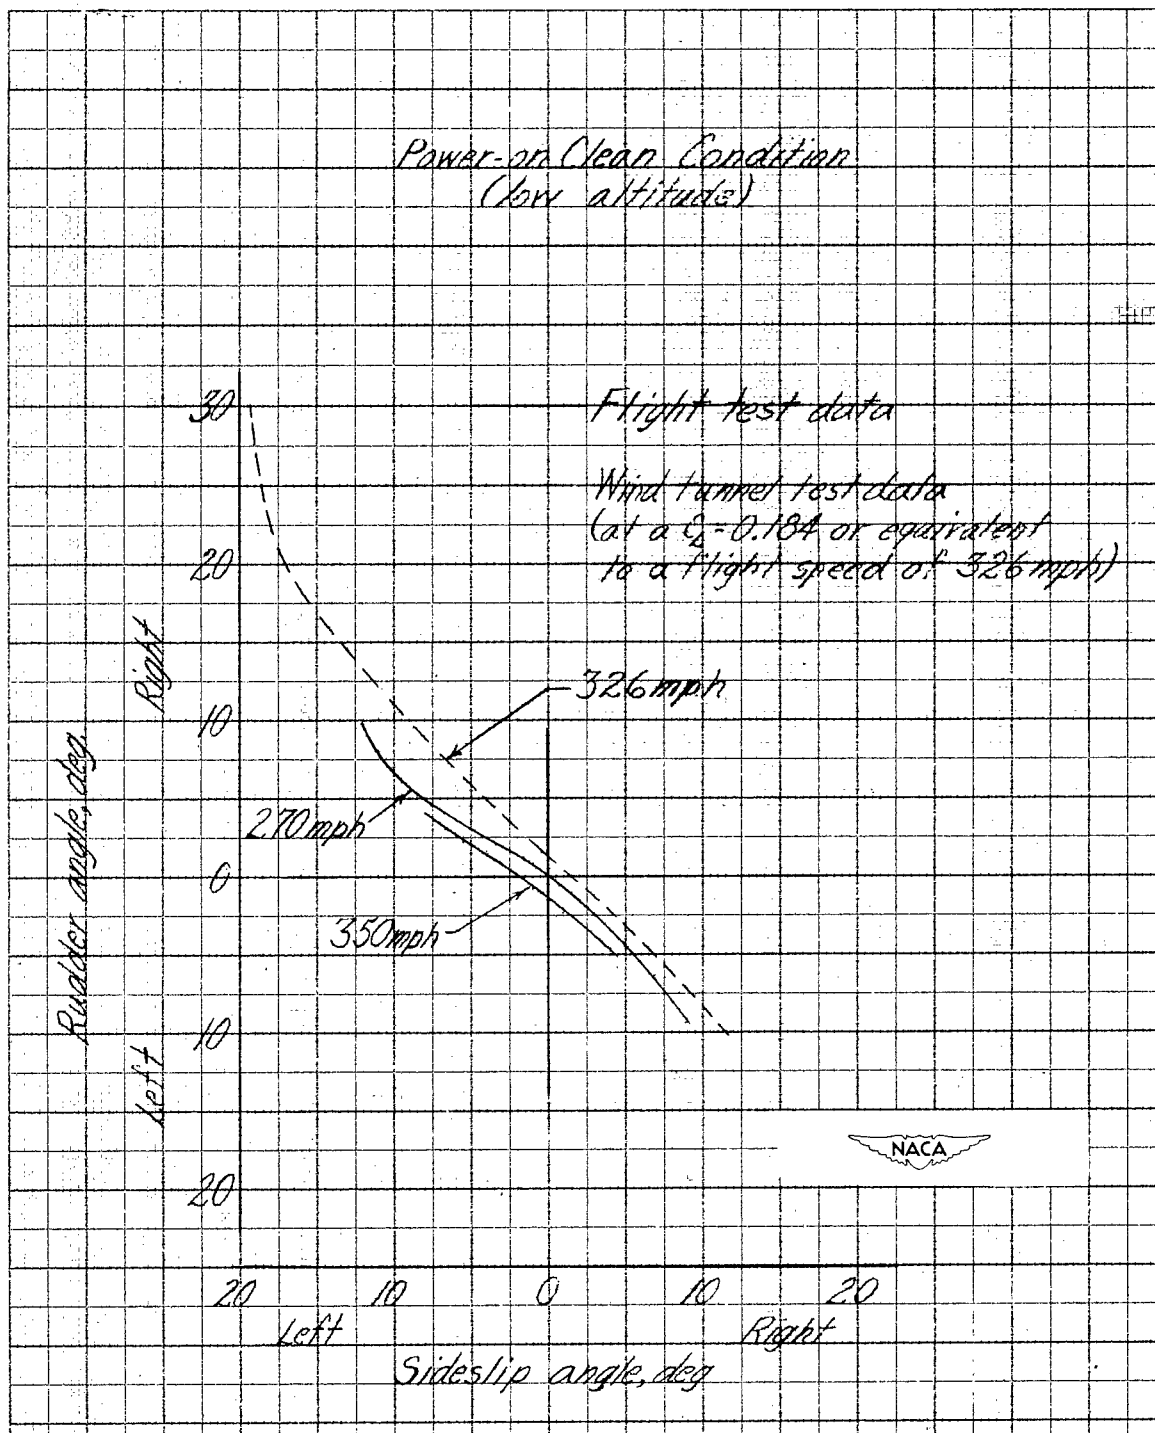 Power-on Clean Condition
(low altitude)
30
Flight test data
Wind tunnel test data
(at a CL=0.184 or equivalent
to a flight speed of 326 mph)
20
Right
326 mph
10
Rudder angle, deg.
270 mph
0
350 mph
10
Left
NACA
20
20 10 0 10 20
Left Right
Sideslip angle, deg